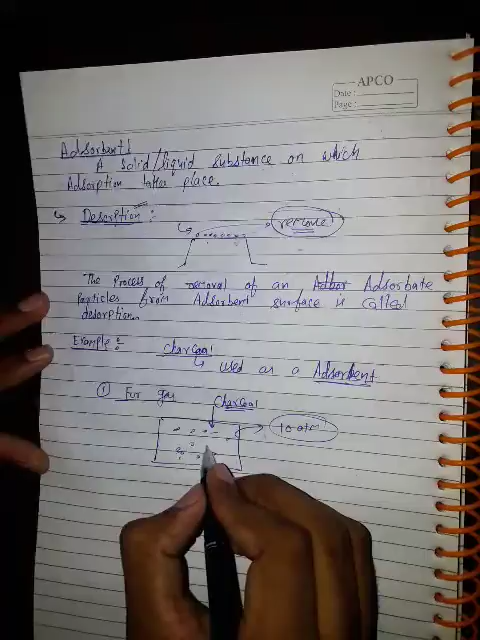 APCO
Date :
Page :
Adsorbents
A solid/liquid substance on which
Adsorption takes place.
Desorption :
remove
The Process of removal of an Adsorbate
Particles from Adsorbent surface is called
desorption.
Example :
Charcoal
used as a Adsorbent
① For gas
Charcoal
10 atm